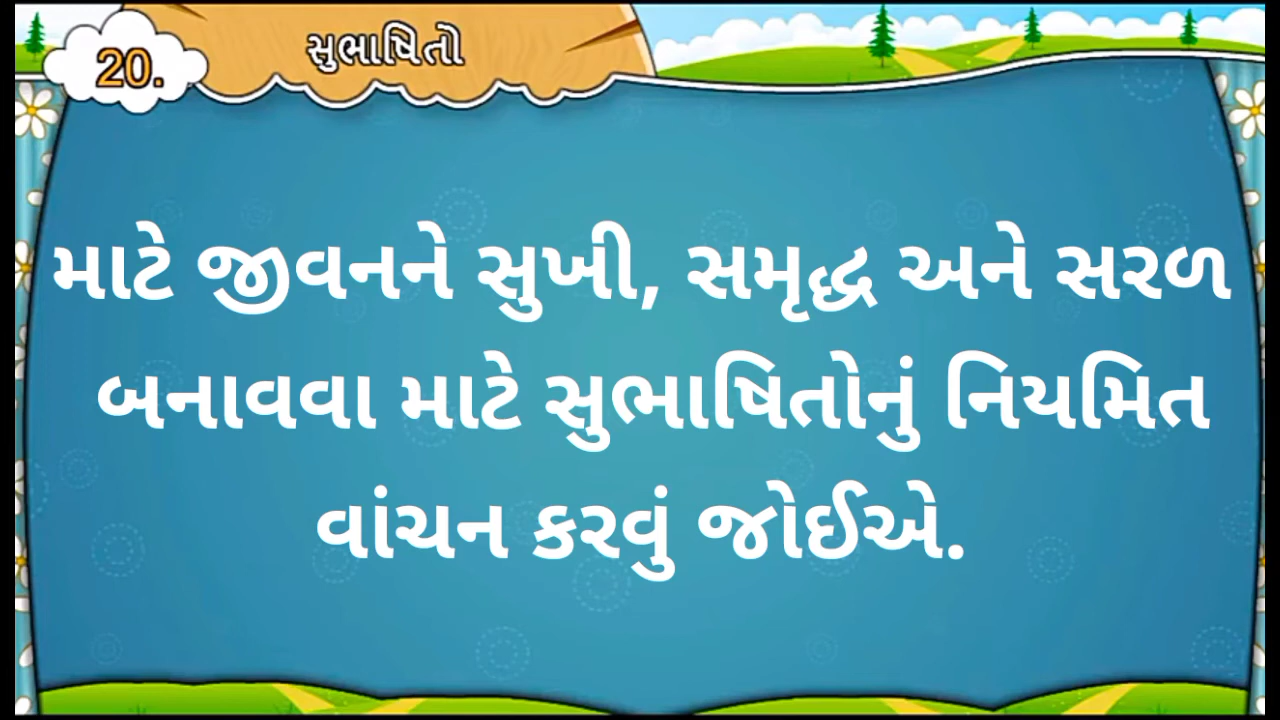 20.
સુભાષિતો
માટે જીવનને સુખી, સમૃદ્ધ અને સરળ
બનાવવા માટે સુભાષિતોનું નિયમિત
વાંચન કરવું જોઈએ.